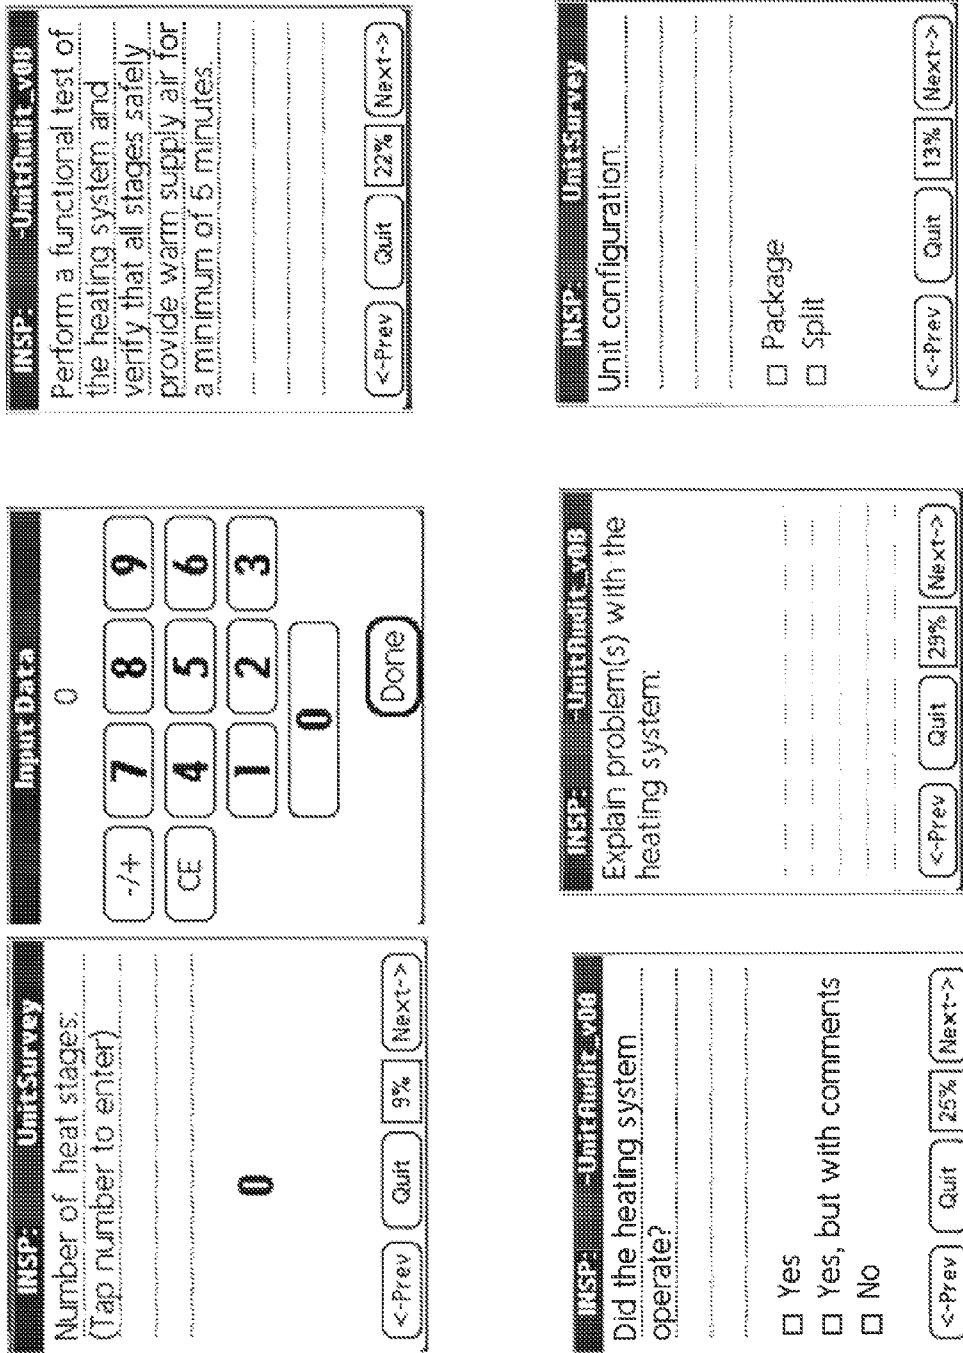 INSP: UnitSurvey
Number of heat stages:
(Tap number to enter)
0
<-Prev Quit 9% Next->
Input Data
0
-/+ 7 8 9
CE 4 5 6
1 2 3
0
Done
INSP: -UnitAudit_v08
Perform a functional test of
the heating system and
verify that all stages safely
provide warm supply air for
a minimum of 5 minutes.
<-Prev Quit 22% Next->
INSP: -UnitAudit_v08
Did the heating system
operate?
Yes
Yes, but with comments
No
<-Prev Quit 25% Next->
INSP: -UnitAudit_v08
Explain problem(s) with the
heating system:
<-Prev Quit 29% Next->
INSP: UnitSurvey
Unit configuration.
Package
Split
<-Prev Quit 13% Next->